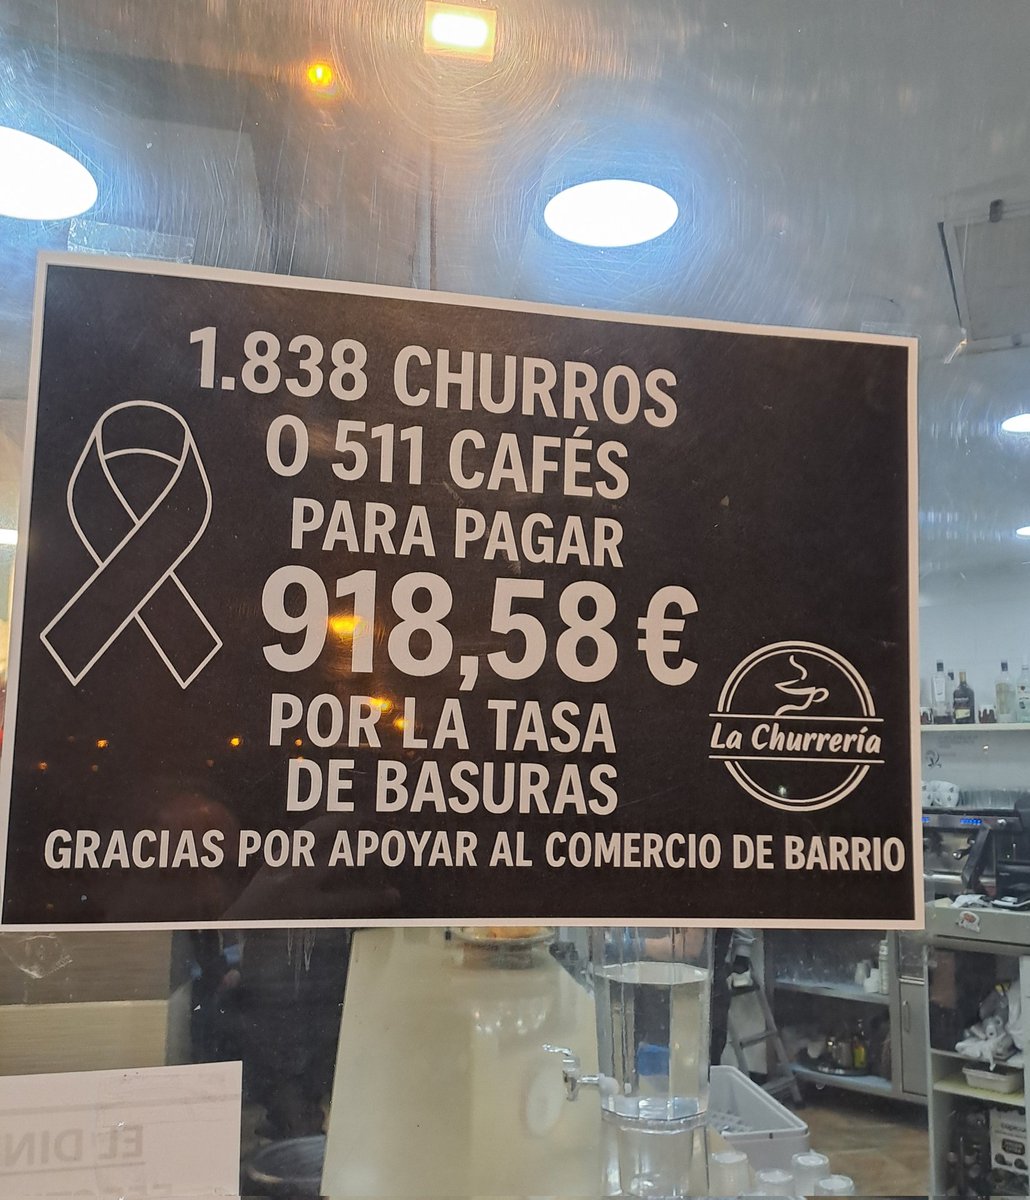 1.838 CHURROS
O 511 CAFÉS
PARA PAGAR
918,58 €
POR LA TASA
DE BASURAS
La Churrería
GRACIAS POR APOYAR AL COMERCIO DE BARRIO